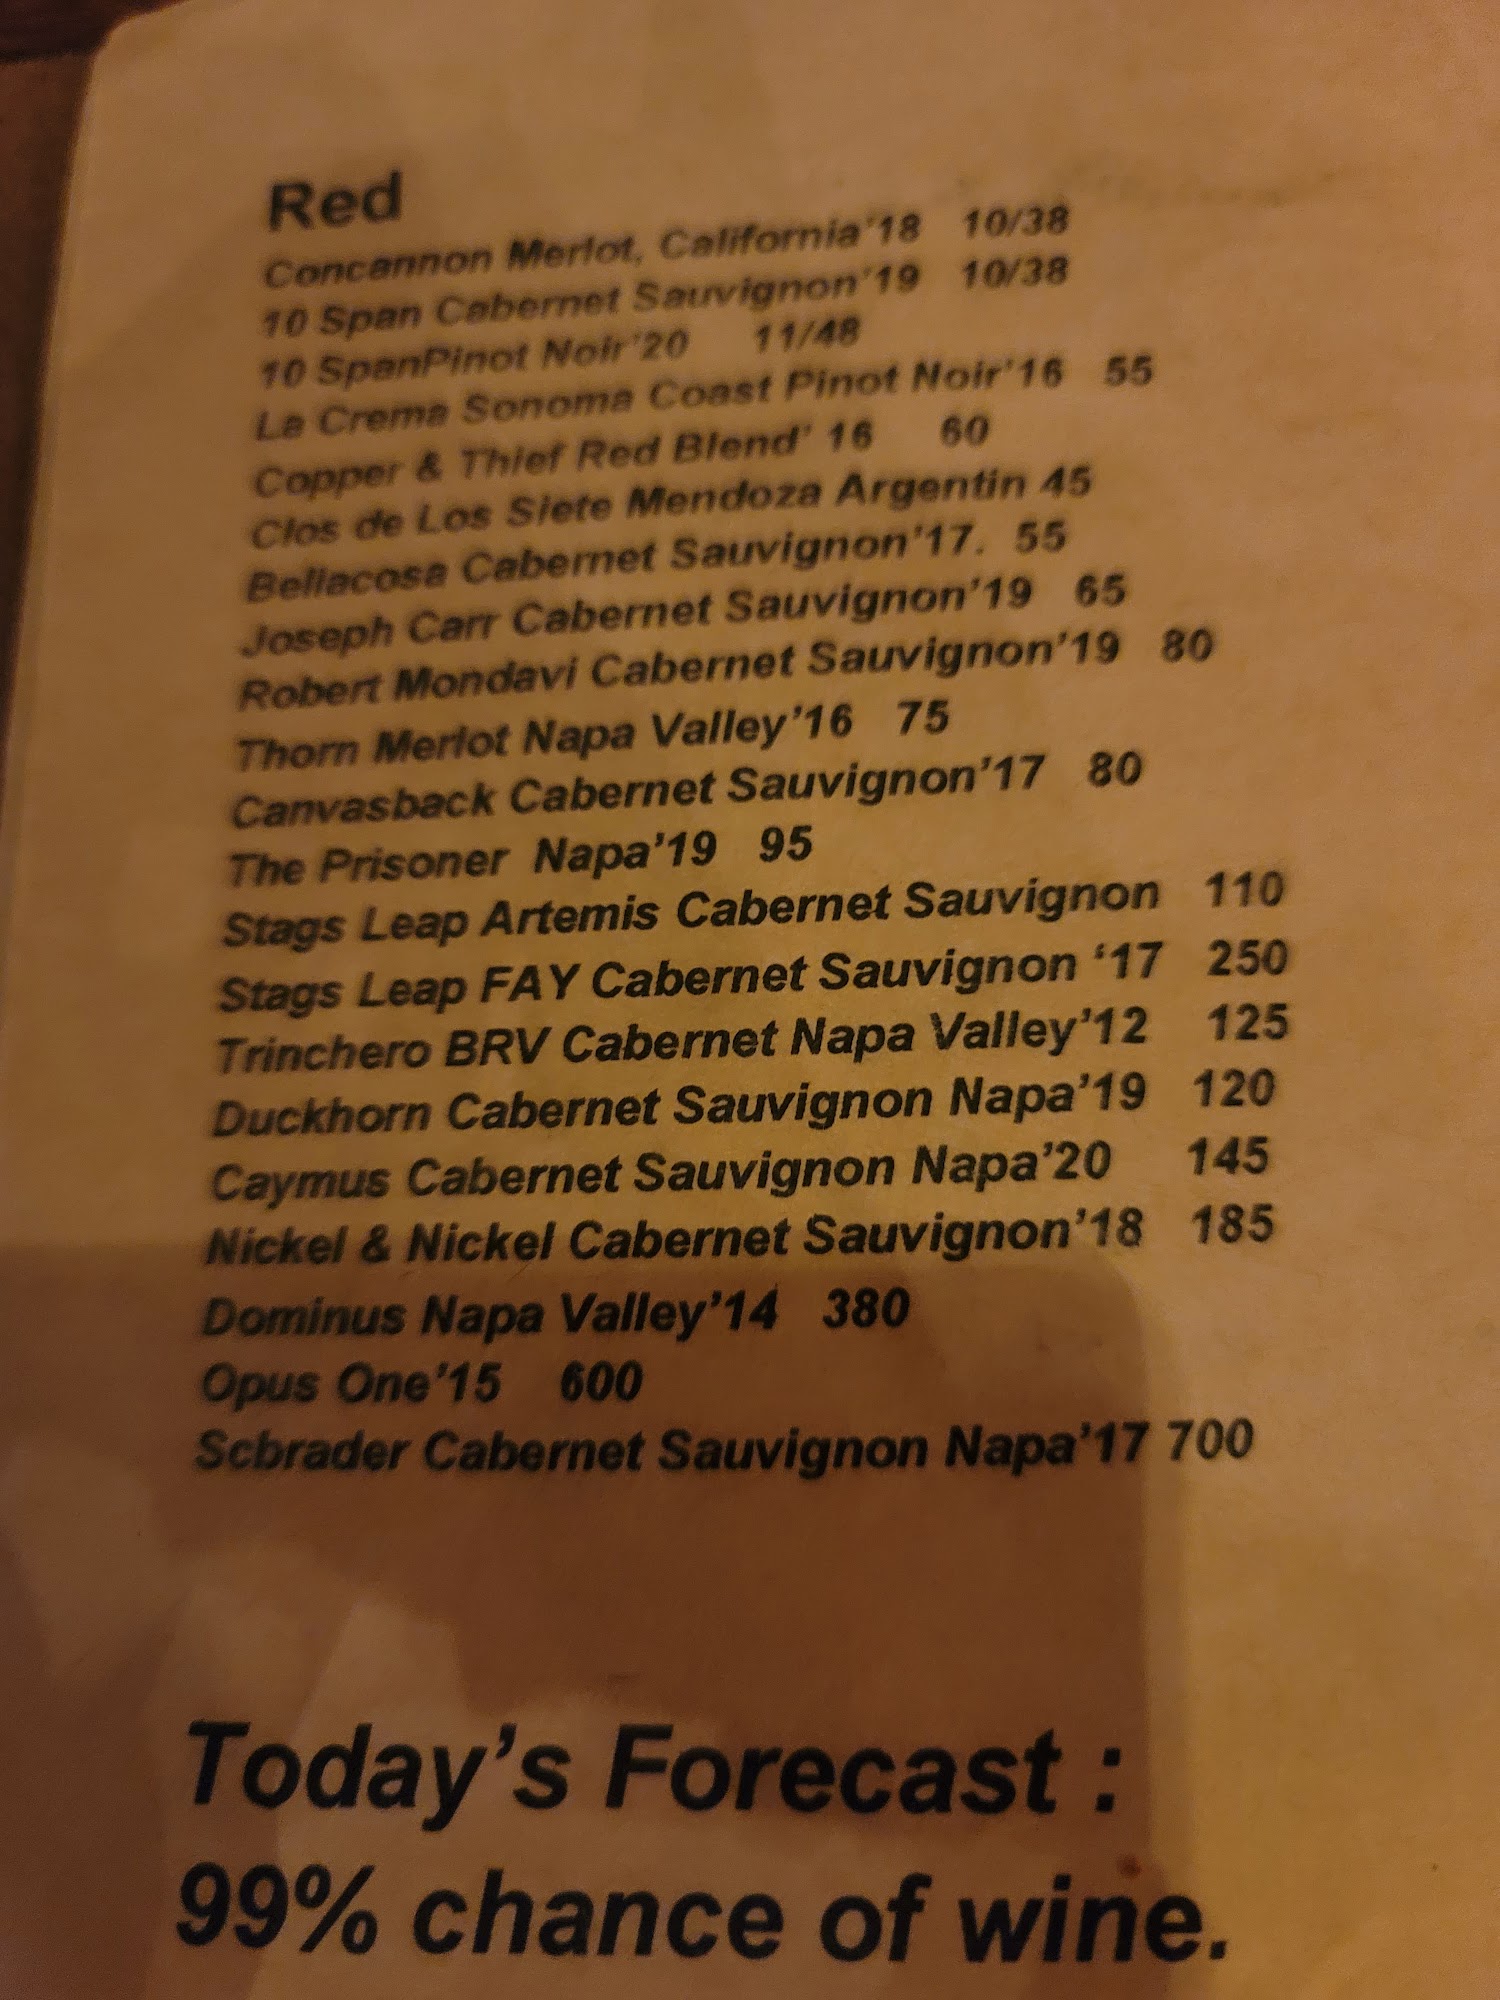 Red
Concannon Merlot, California'18 10/38
10 Span Cabernet Sauvignon'19 10/38
10 SpanPinot Noir'20 11/48
La Crema Sonoma Coast Pinot Noir'16 55
Copper & Thief Red Blend' 16 60
Clos de Los Siete Mendoza Argentin 45
Bellacosa Cabernet Sauvignon'17. 55
Joseph Carr Cabernet Sauvignon'19 65
Robert Mondavi Cabernet Sauvignon'19 80
Thorn Merlot Napa Valley'16 75
Canvasback Cabernet Sauvignon'17 80
The Prisoner Napa'19 95
Stags Leap Artemis Cabernet Sauvignon 110
Stags Leap FAY Cabernet Sauvignon '17 250
Trinchero BRV Cabernet Napa Valley'12 125
Duckhorn Cabernet Sauvignon Napa'19 120
Caymus Cabernet Sauvignon Napa'20 145
Nickel & Nickel Cabernet Sauvignon'18 185
Dominus Napa Valley'14 380
Opus One'15 600
Scbrader Cabernet Sauvignon Napa'17 700
Today's Forecast :
99% chance of wine.